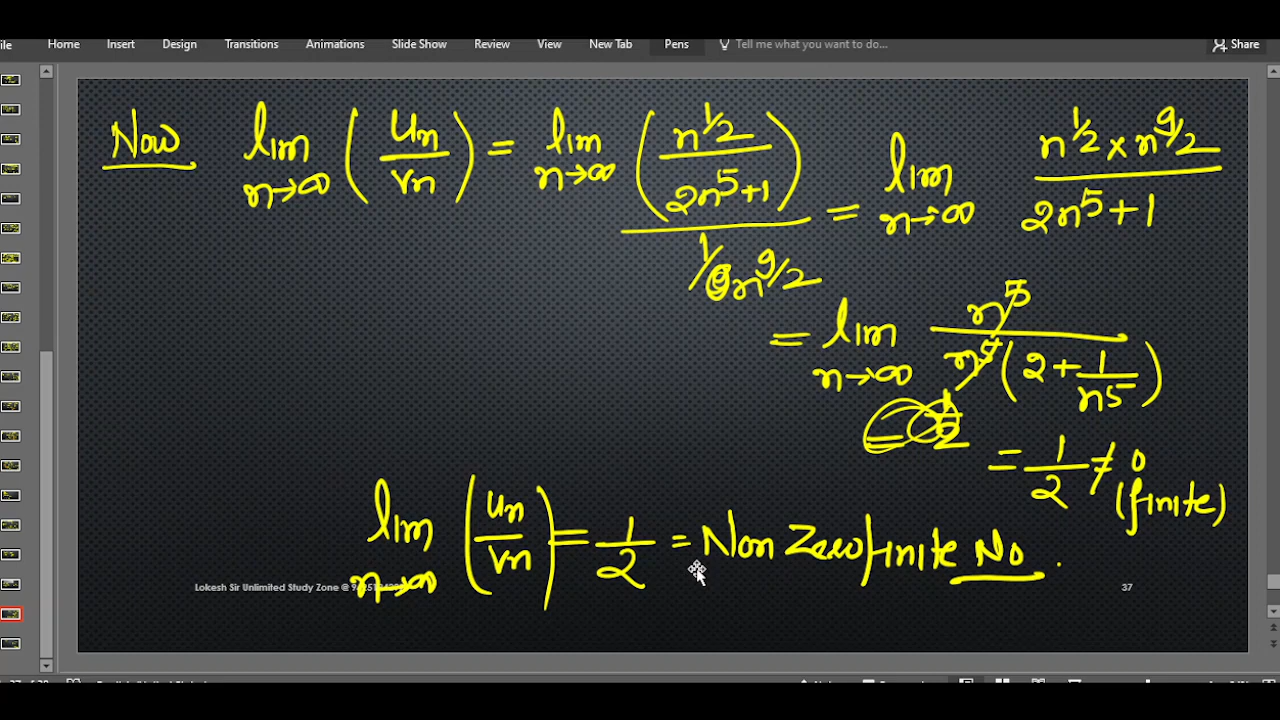 File Home Insert Design Transitions Animations Slide Show Review View New Tab Pens Tell me what you want to do... Share
Now lim n→∞ (un/vn) = lim n→∞ (n^1/2 / 2n^5+1) / 1/n^9/2 = lim n→∞ n^1/2 × n^9/2 / 2n^5+1
= lim n→∞ n^5 / n^5 (2 + 1/n^5)
= 1/2 ≠ 0 (finite)
lim n→∞ (un/vn) = 1/2 = Non Zero finite No.
Lokesh Sir Unlimited Study Zone @ 37